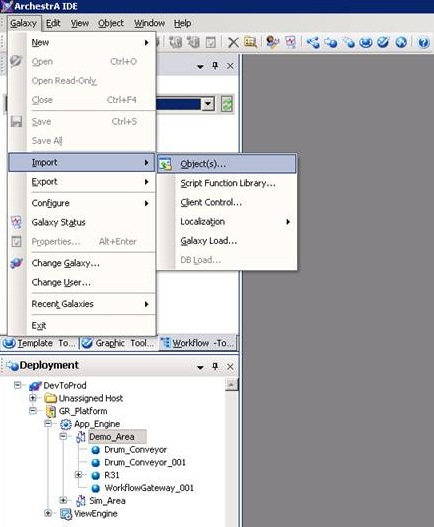 ArchestrA IDE
Galaxy Edit View Object Window Help
New
Open Ctrl+O
Open Read-Only
Close Ctrl+F4
Save Ctrl+S
Save All
Import
Export
Configure
Galaxy Status
Properties... Alt+Enter
Change Galaxy...
Change User...
Recent Galaxies
Exit
Object(s)...
Script Function Library...
Client Control...
Localization
Galaxy Load...
DB Load...
Template To... Graphic Tool... Workflow -To...
Deployment
DevToProd
Unassigned Host
GR_Platform
App_Engine
Demo_Area
Drum_Conveyor
Drum_Conveyor_001
R31
WorkflowGateway_001
Sim_Area
ViewEngine